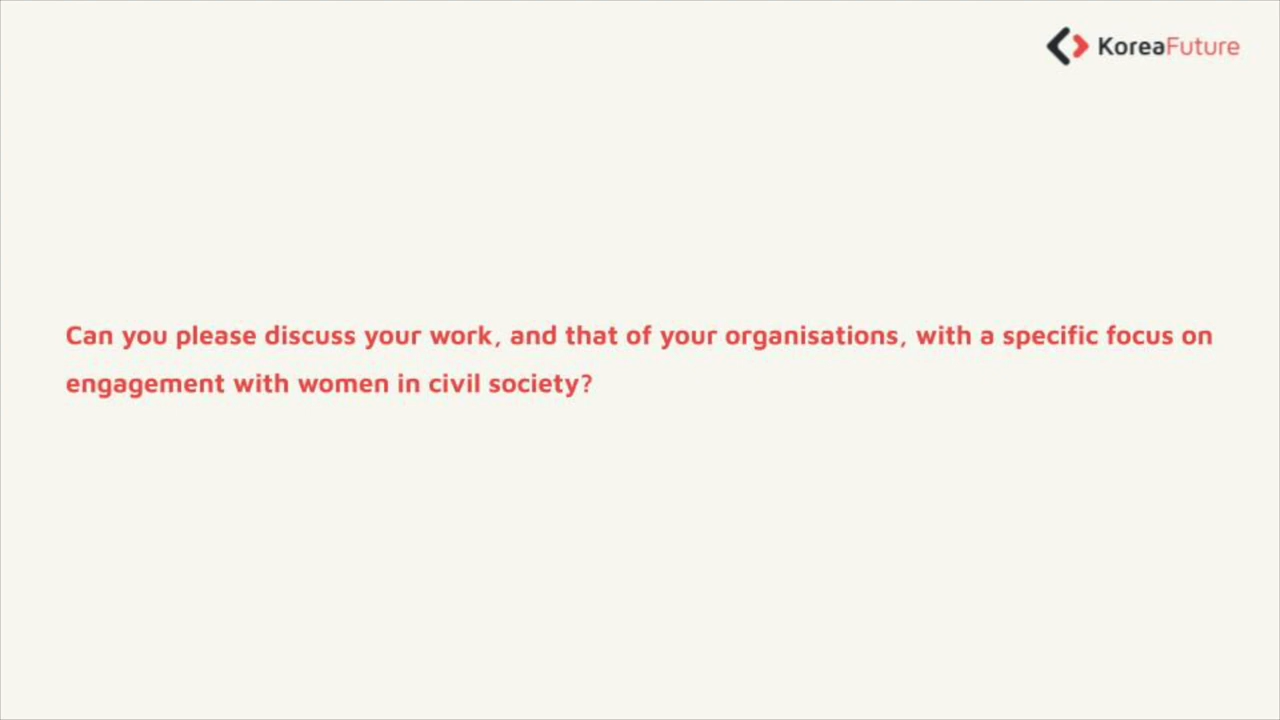 KoreaFuture
Can you please discuss your work, and that of your organisations, with a specific focus on
engagement with women in civil society?